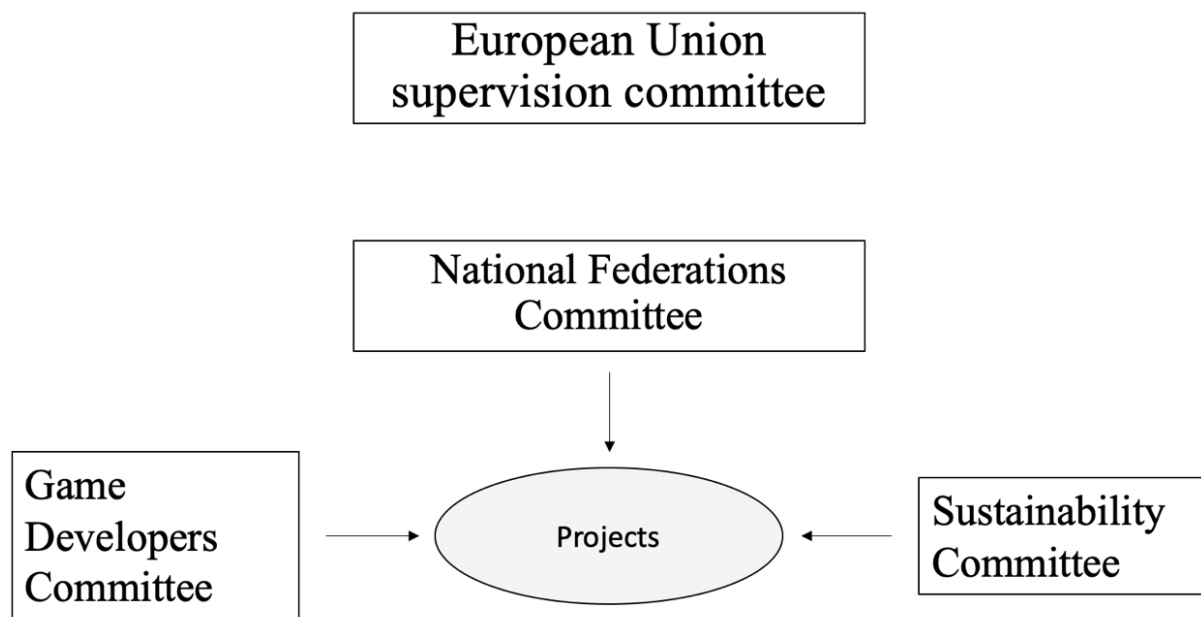 European Union
supervision committee
National Federations
Committee
Game
Developers
Committee
Projects
Sustainability
Committee